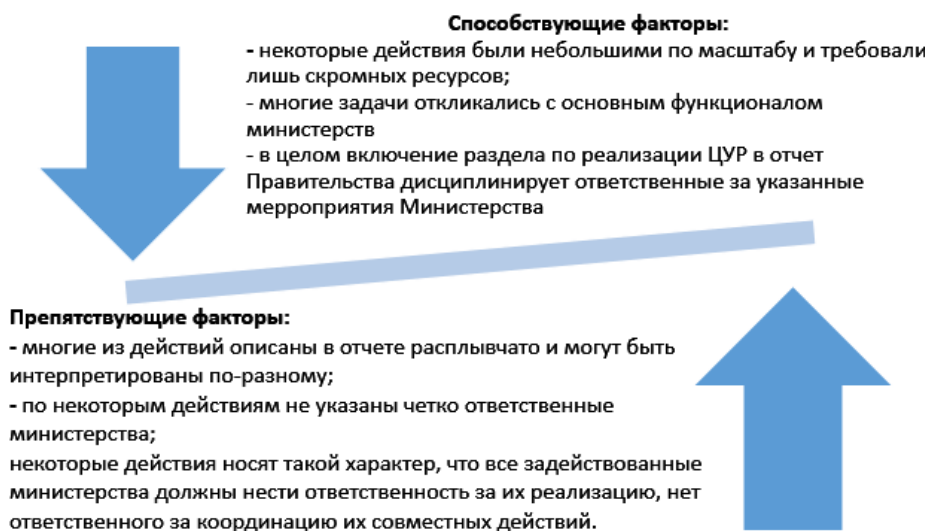 Способствующие факторы:
- некоторые действия были небольшими по масштабу и требовали
лишь скромных ресурсов;
- многие задачи откликались с основным функционалом
министерств
- в целом включение раздела по реализации ЦУР в отчет
Правительства дисциплинирует ответственные за указанные
мерроприятия Министерства
Препятствующие факторы:
- многие из действий описаны в отчете расплывчато и могут быть
интерпретированы по-разному;
- по некоторым действиям не указаны четко ответственные
министерства;
некоторые действия носят такой характер, что все задействованные
министерства должны нести ответственность за их реализацию, нет
ответственного за координацию их совместных действий.